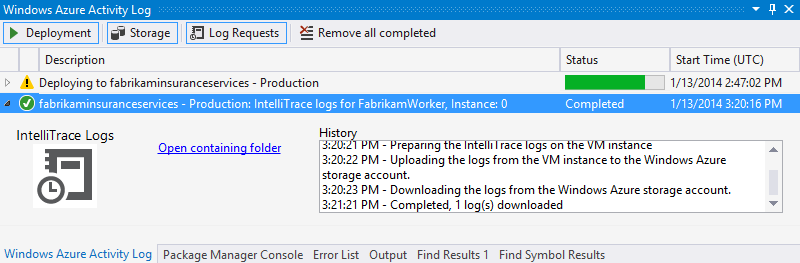 Windows Azure Activity Log
Deployment Storage Log Requests Remove all completed
Description Status Start Time (UTC)
Deploying to fabrikaminsuranceservices - Production 1/13/2014 2:47:02 PM
fabrikaminsuranceservices - Production: IntelliTrace logs for FabrikamWorker, Instance: 0 Completed 1/13/2014 3:20:16 PM
IntelliTrace Logs
Open containing folder
History
3:20:21 PM - Preparing the IntelliTrace logs on the VM instance
3:20:22 PM - Uploading the logs from the VM instance to the Windows Azure
storage account.
3:20:23 PM - Downloading the logs from the Windows Azure storage account.
3:21:21 PM - Completed, 1 log(s) downloaded
Windows Azure Activity Log Package Manager Console Error List Output Find Results 1 Find Symbol Results